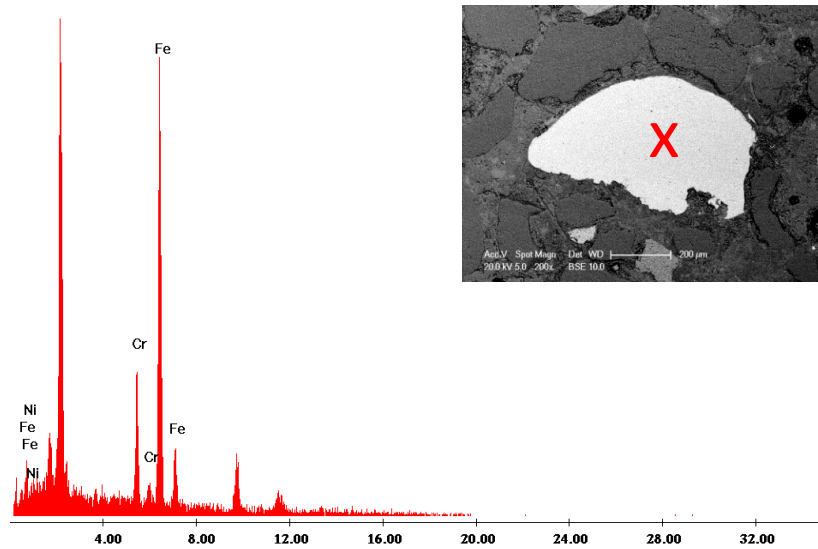 Fe
Cr
Ni
Fe
Fe
Cr
Fe
Ni
X
Acc.V Spot Magn Det WD 200 µm
20.0 kV 5.0 200x BSE 10.0
4.00 8.00 12.00 16.00 20.00 24.00 28.00 32.00